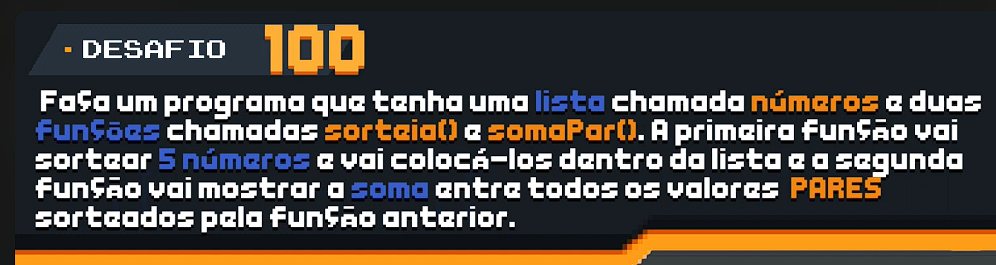 DESAFIO 100
Faça um programa que tenha uma lista chamada números e duas
funções chamadas sorteia() e somaPar(). A primeira função vai
sortear 5 números e vai colocá-los dentro da lista e a segunda
função vai mostrar a soma entre todos os valores PARES
sorteados pela função anterior.